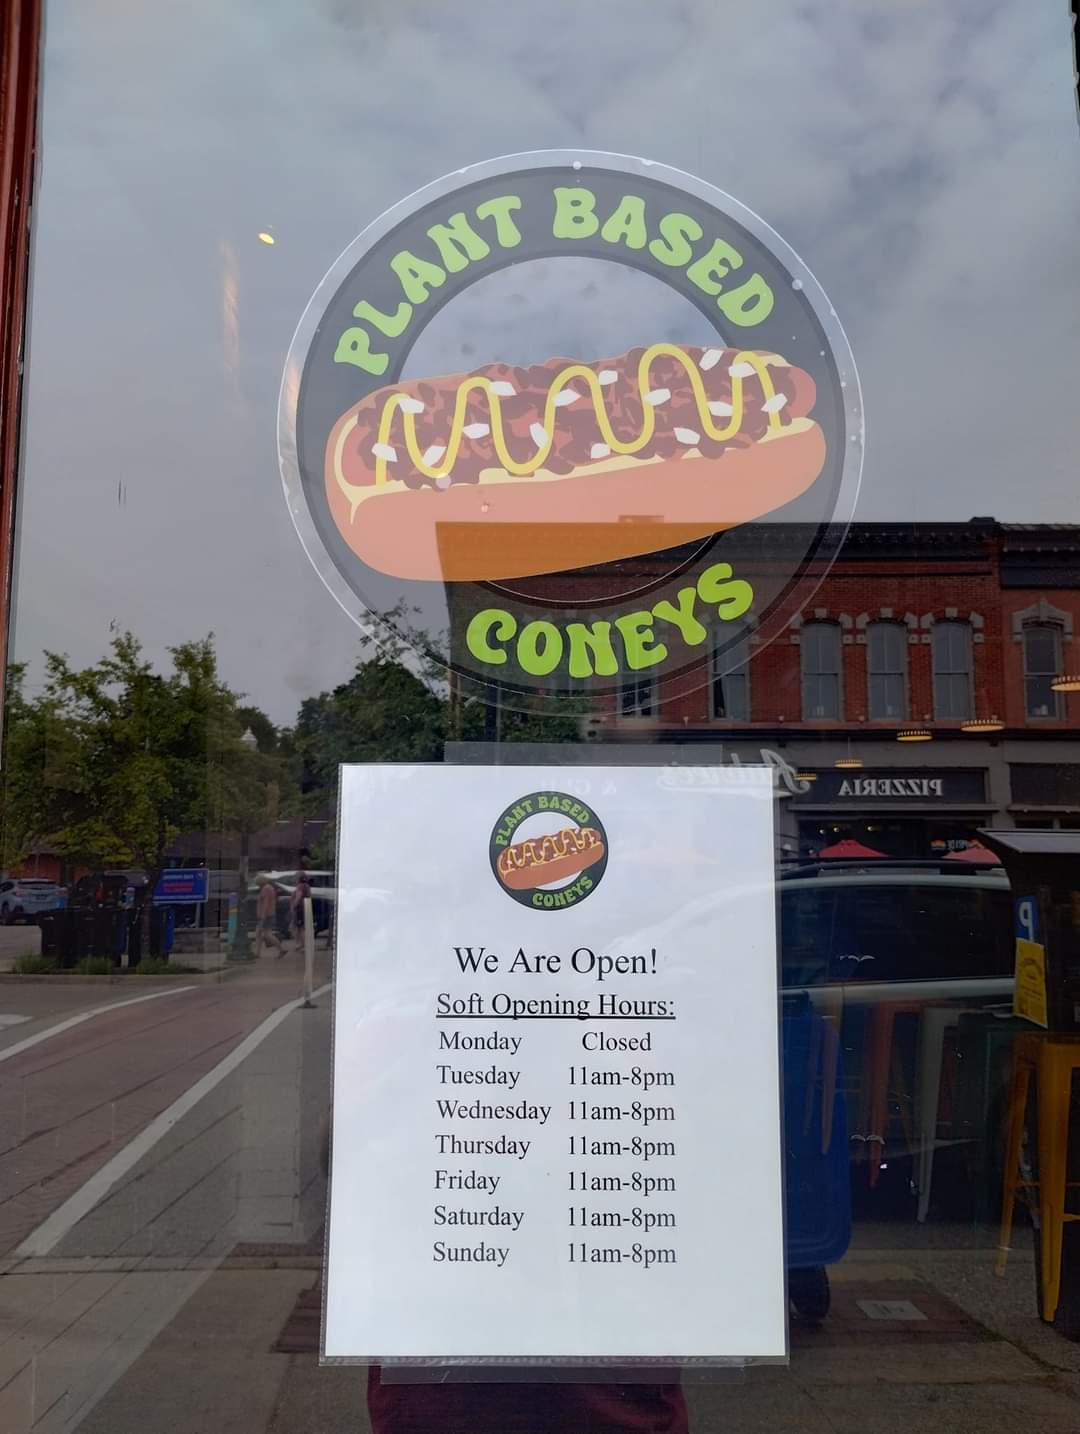 PLANT BASED
CONEYS
PIZZERIA
PLANT BASED
CONEYS
We Are Open!
Soft Opening Hours:
Monday Closed
Tuesday 11am-8pm
Wednesday 11am-8pm
Thursday 11am-8pm
Friday 11am-8pm
Saturday 11am-8pm
Sunday 11am-8pm
P